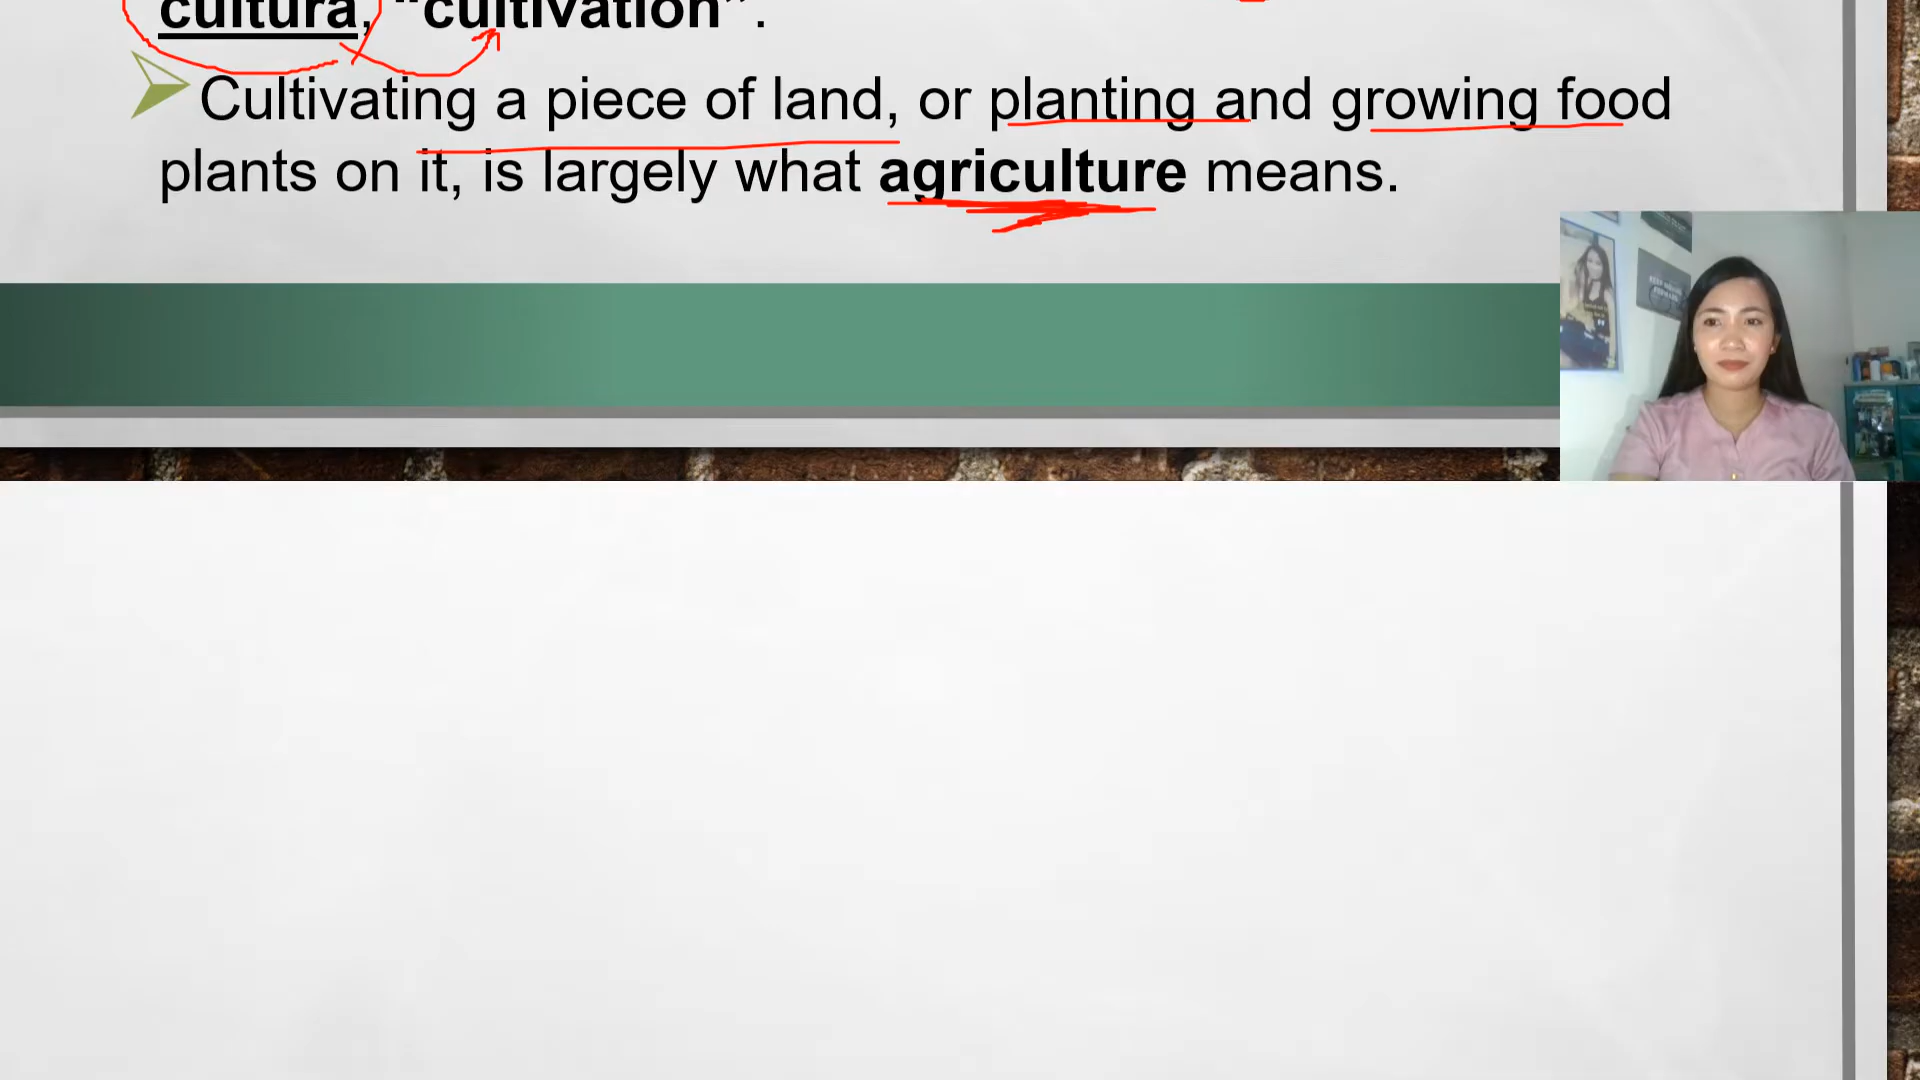 cultura, “cultivation”.
Cultivating a piece of land, or planting and growing food
plants on it, is largely what agriculture means.